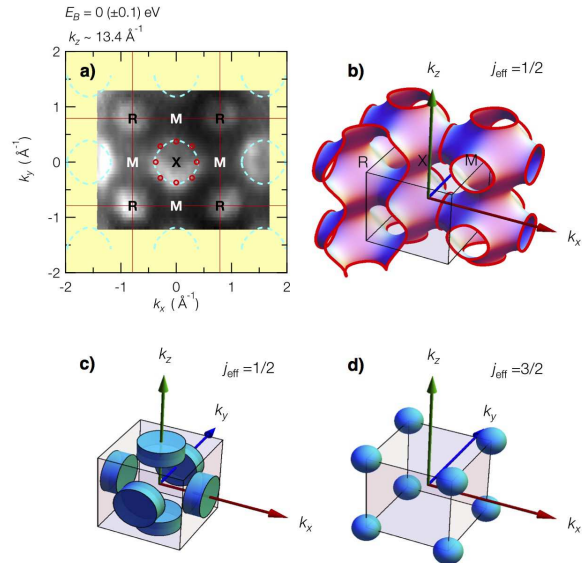 E_B = 0 (±0.1) eV
k_z ~ 13.4 Å⁻¹
a)
R M R
M X M
R M R
2
1
0
-1
-2
k_y (Å⁻¹)
-2 -1 0 1 2
k_x (Å⁻¹)
b)
j_eff =1/2
k_z
R X M
k_x
c)
j_eff =1/2
k_z
k_y
k_x
d)
j_eff =3/2
k_z
k_y
k_x